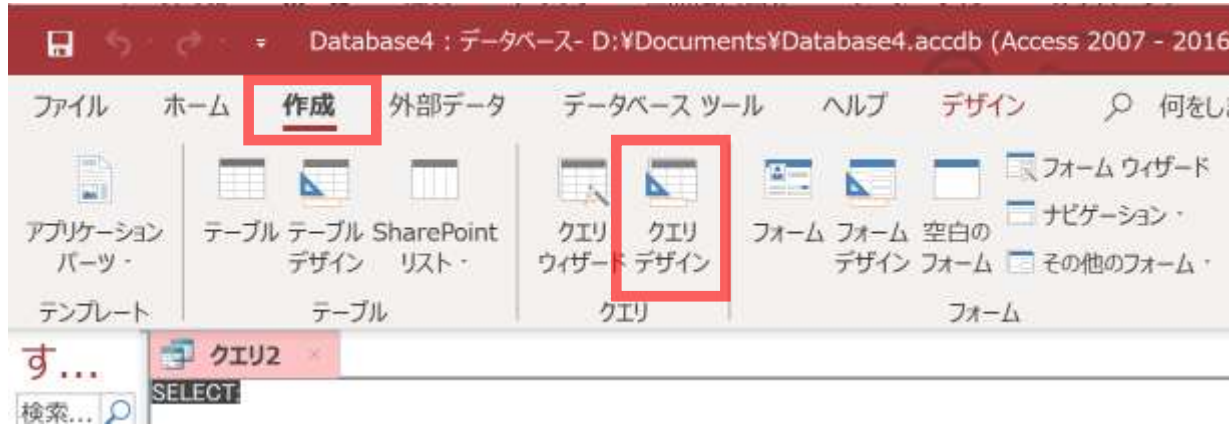 Database4 : データベース- D:¥Documents¥Database4.accdb (Access 2007 - 2016
ファイル ホーム 作成 外部データ データベース ツール ヘルプ デザイン 何をし
アプリケーション パーツ
テーブル
テーブル デザイン
SharePoint リスト
クエリ ウィザード
クエリ デザイン
フォーム
フォーム デザイン
空白の フォーム
フォーム ウィザード
ナビゲーション
その他のフォーム
テンプレート テーブル クエリ フォーム
す...
クエリ2
検索...
SELECT;